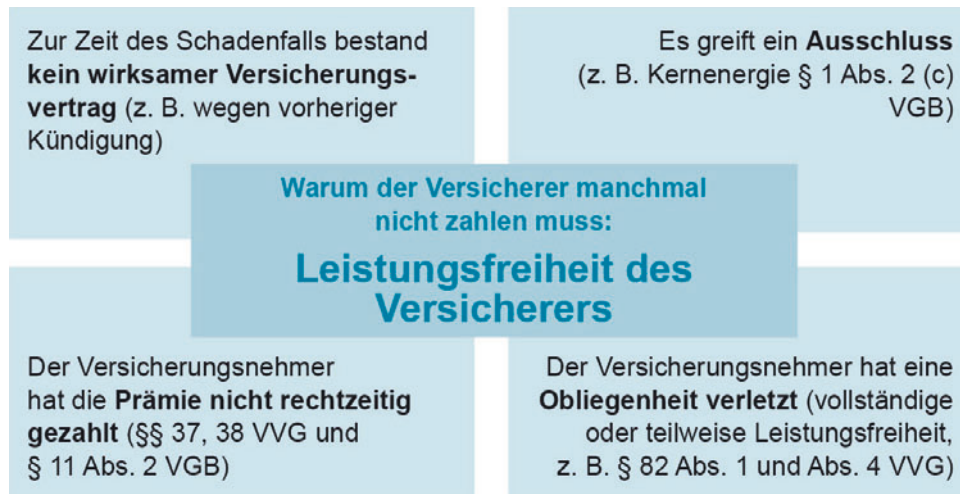 Zur Zeit des Schadenfalls bestand
kein wirksamer Versicherungs-
vertrag (z. B. wegen vorheriger
Kündigung)
Es greift ein Ausschluss
(z. B. Kernenergie § 1 Abs. 2 (c)
VGB)
Warum der Versicherer manchmal
nicht zahlen muss:
Leistungsfreiheit des
Versicherers
Der Versicherungsnehmer
hat die Prämie nicht rechtzeitig
gezahlt (§§ 37, 38 VVG und
§ 11 Abs. 2 VGB)
Der Versicherungsnehmer hat eine
Obliegenheit verletzt (vollständige
oder teilweise Leistungsfreiheit,
z. B. § 82 Abs. 1 und Abs. 4 VVG)